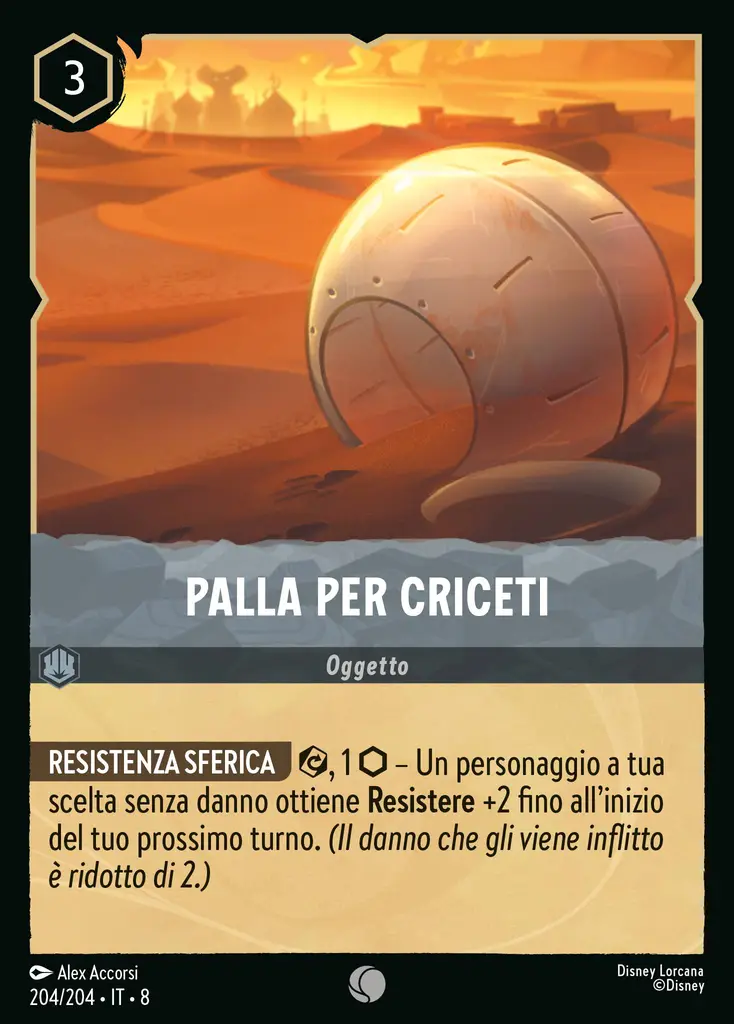 3
PALLA PER CRICETI
Oggetto
RESISTENZA SFERICA , 1 – Un personaggio a tua
scelta senza danno ottiene Resistere +2 fino all’inizio
del tuo prossimo turno. (Il danno che gli viene inflitto
è ridotto di 2.)
Alex Accorsi
204/204 • IT • 8
Disney Lorcana
©Disney